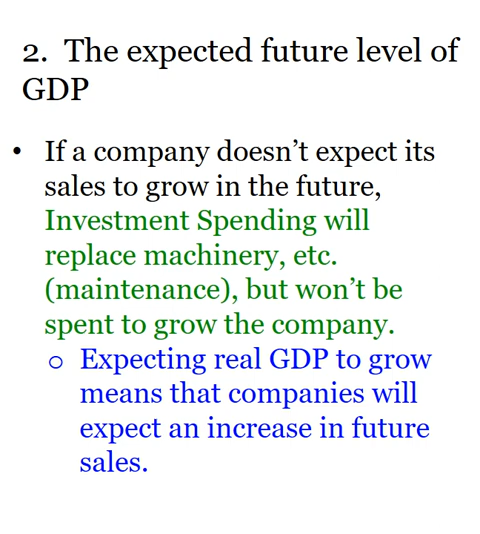 2. The expected future level of
GDP
• If a company doesn’t expect its
sales to grow in the future,
Investment Spending will
replace machinery, etc.
(maintenance), but won’t be
spent to grow the company.
o Expecting real GDP to grow
means that companies will
expect an increase in future
sales.